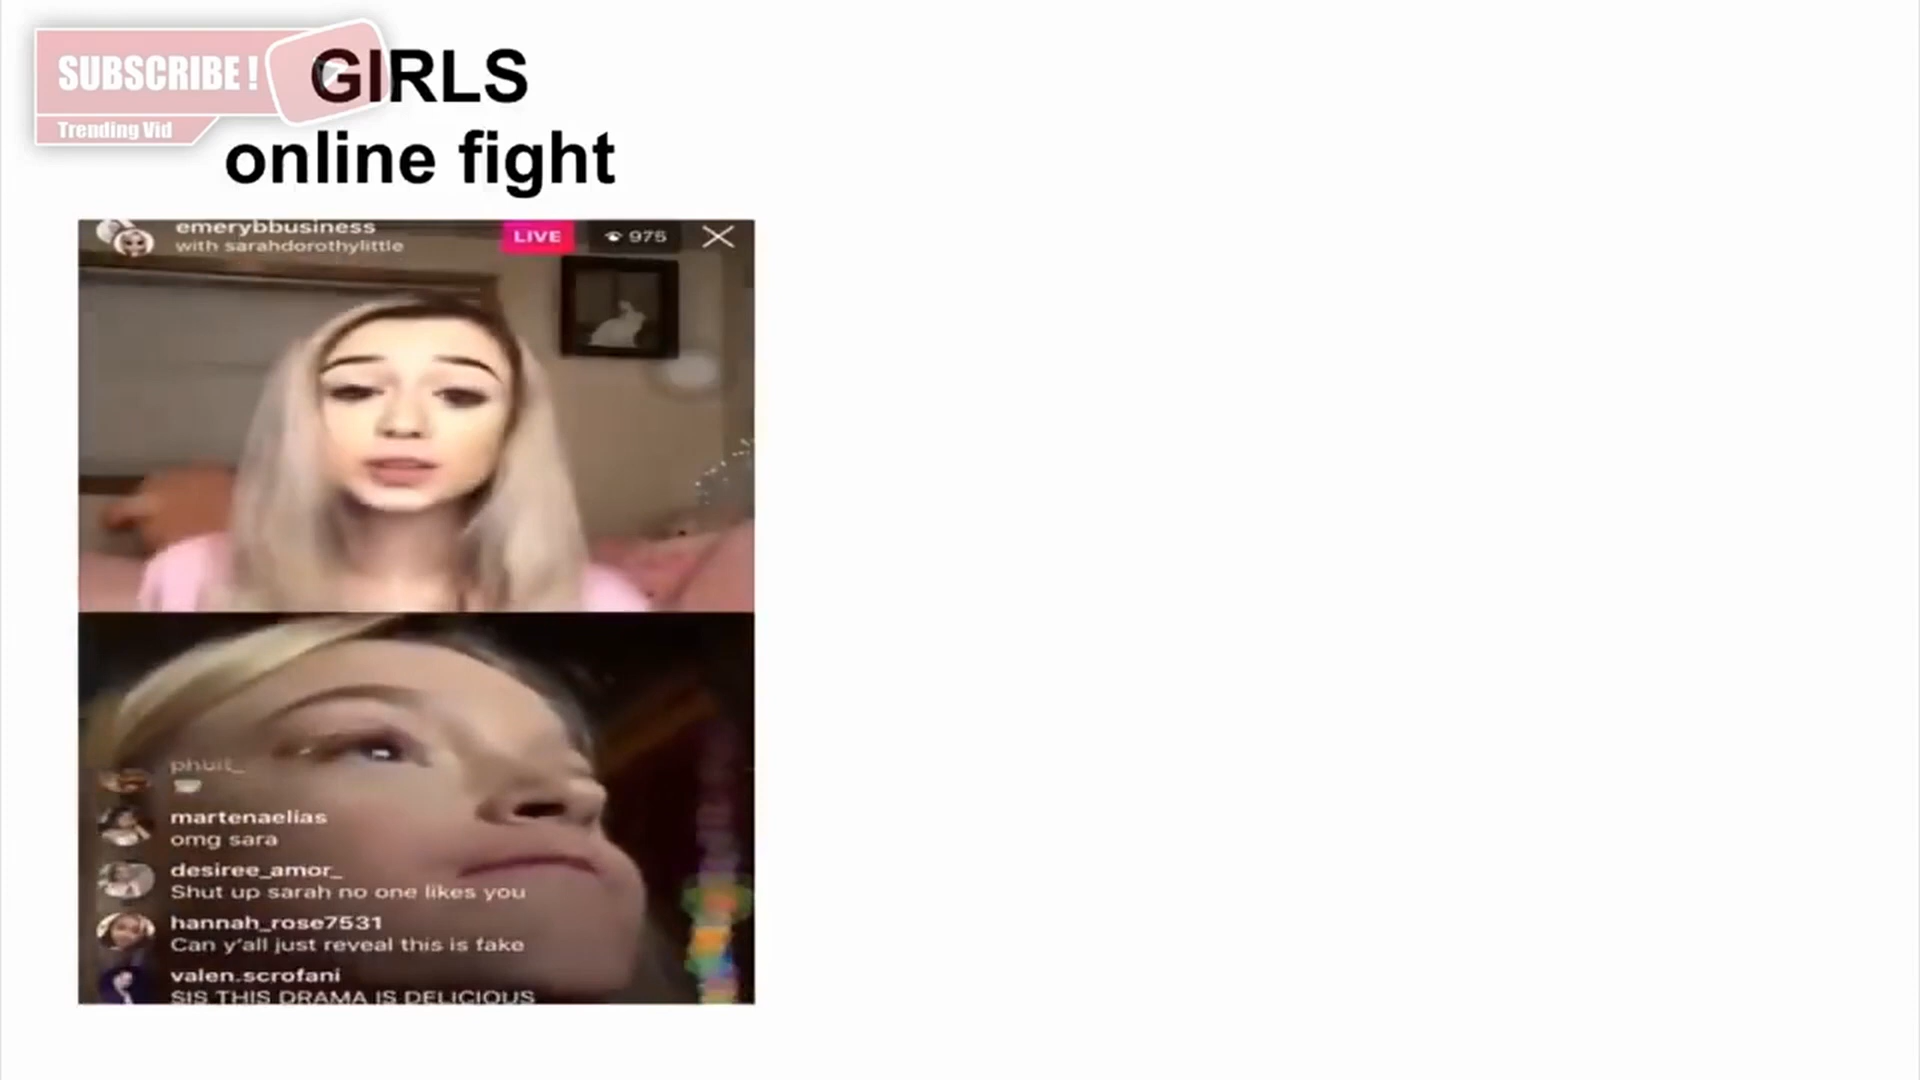 SUBSCRIBE !
Trending Vid
GIRLS
online fight
emerybbusiness
with sarahdorothylittle
LIVE
975
phuit_
martenaelias
omg sara
desiree_amor_
Shut up sarah no one likes you
hannah_rose7531
Can y'all just reveal this is fake
valen.scrofani
SIS THIS DRAMA IS DELICIOUS